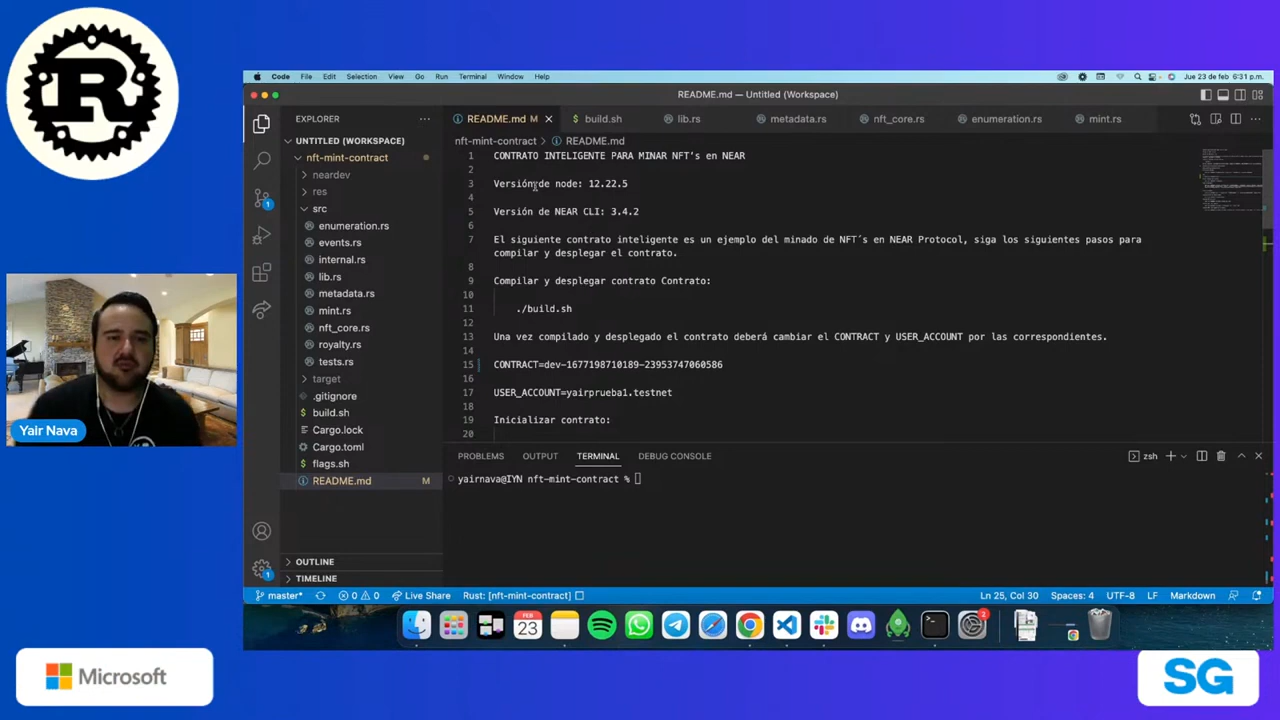 Code File Edit Selection View Go Run Terminal Window Help
Jue 23 de feb 6:31 p.m.
README.md — Untitled (Workspace)
EXPLORER
README.md M
build.sh
lib.rs
metadata.rs
nft_core.rs
enumeration.rs
mint.rs
UNTITLED (WORKSPACE)
nft-mint-contract
neardev
res
src
enumeration.rs
events.rs
internal.rs
lib.rs
metadata.rs
mint.rs
nft_core.rs
royalty.rs
tests.rs
target
.gitignore
build.sh
Cargo.lock
Cargo.toml
flags.sh
README.md M
OUTLINE
TIMELINE
nft-mint-contract > README.md
1 CONTRATO INTELIGENTE PARA MINAR NFT's en NEAR
2
3 Versión de node: 12.22.5
4
5 Versión de NEAR CLI: 3.4.2
6
7 El siguiente contrato inteligente es un ejemplo del minado de NFT´s en NEAR Protocol, siga los siguientes pasos para
compilar y desplegar el contrato.
8
9 Compilar y desplegar contrato Contrato:
10
11 ./build.sh
12
13 Una vez compilado y desplegado el contrato deberá cambiar el CONTRACT y USER_ACCOUNT por las correspondientes.
14
15 CONTRACT=dev-1677198710189-23953747060586
16
17 USER_ACCOUNT=yairprueba1.testnet
18
19 Inicializar contrato:
20
PROBLEMS OUTPUT TERMINAL DEBUG CONSOLE
zsh
yairnava@IYN nft-mint-contract %
master* 0 0 Live Share Rust: [nft-mint-contract]
Ln 25, Col 30 Spaces: 4 UTF-8 LF Markdown
1
1
FEB
23
2
Yair Nava
R
Microsoft
SG